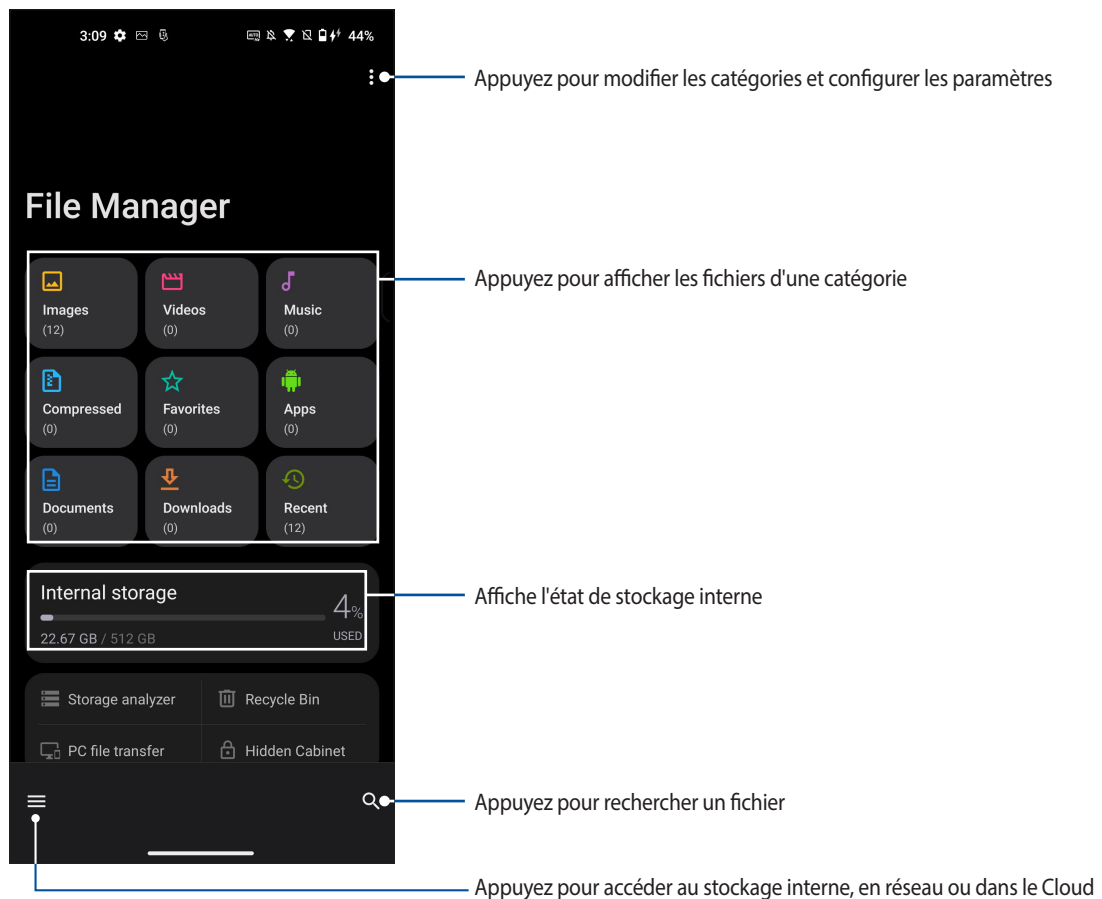 3:09 44%
Appuyez pour modifier les catégories et configurer les paramètres
File Manager
Appuyez pour afficher les fichiers d'une catégorie
Images Videos Music
(12) (0) (0)
Compressed Favorites Apps
(0) (0) (0)
Documents Downloads Recent
(0) (0) (12)
Internal storage
4%
Affiche l'état de stockage interne
22.67 GB / 512 GB USED
Storage analyzer Recycle Bin
PC file transfer Hidden Cabinet
Appuyez pour rechercher un fichier
Appuyez pour accéder au stockage interne, en réseau ou dans le Cloud